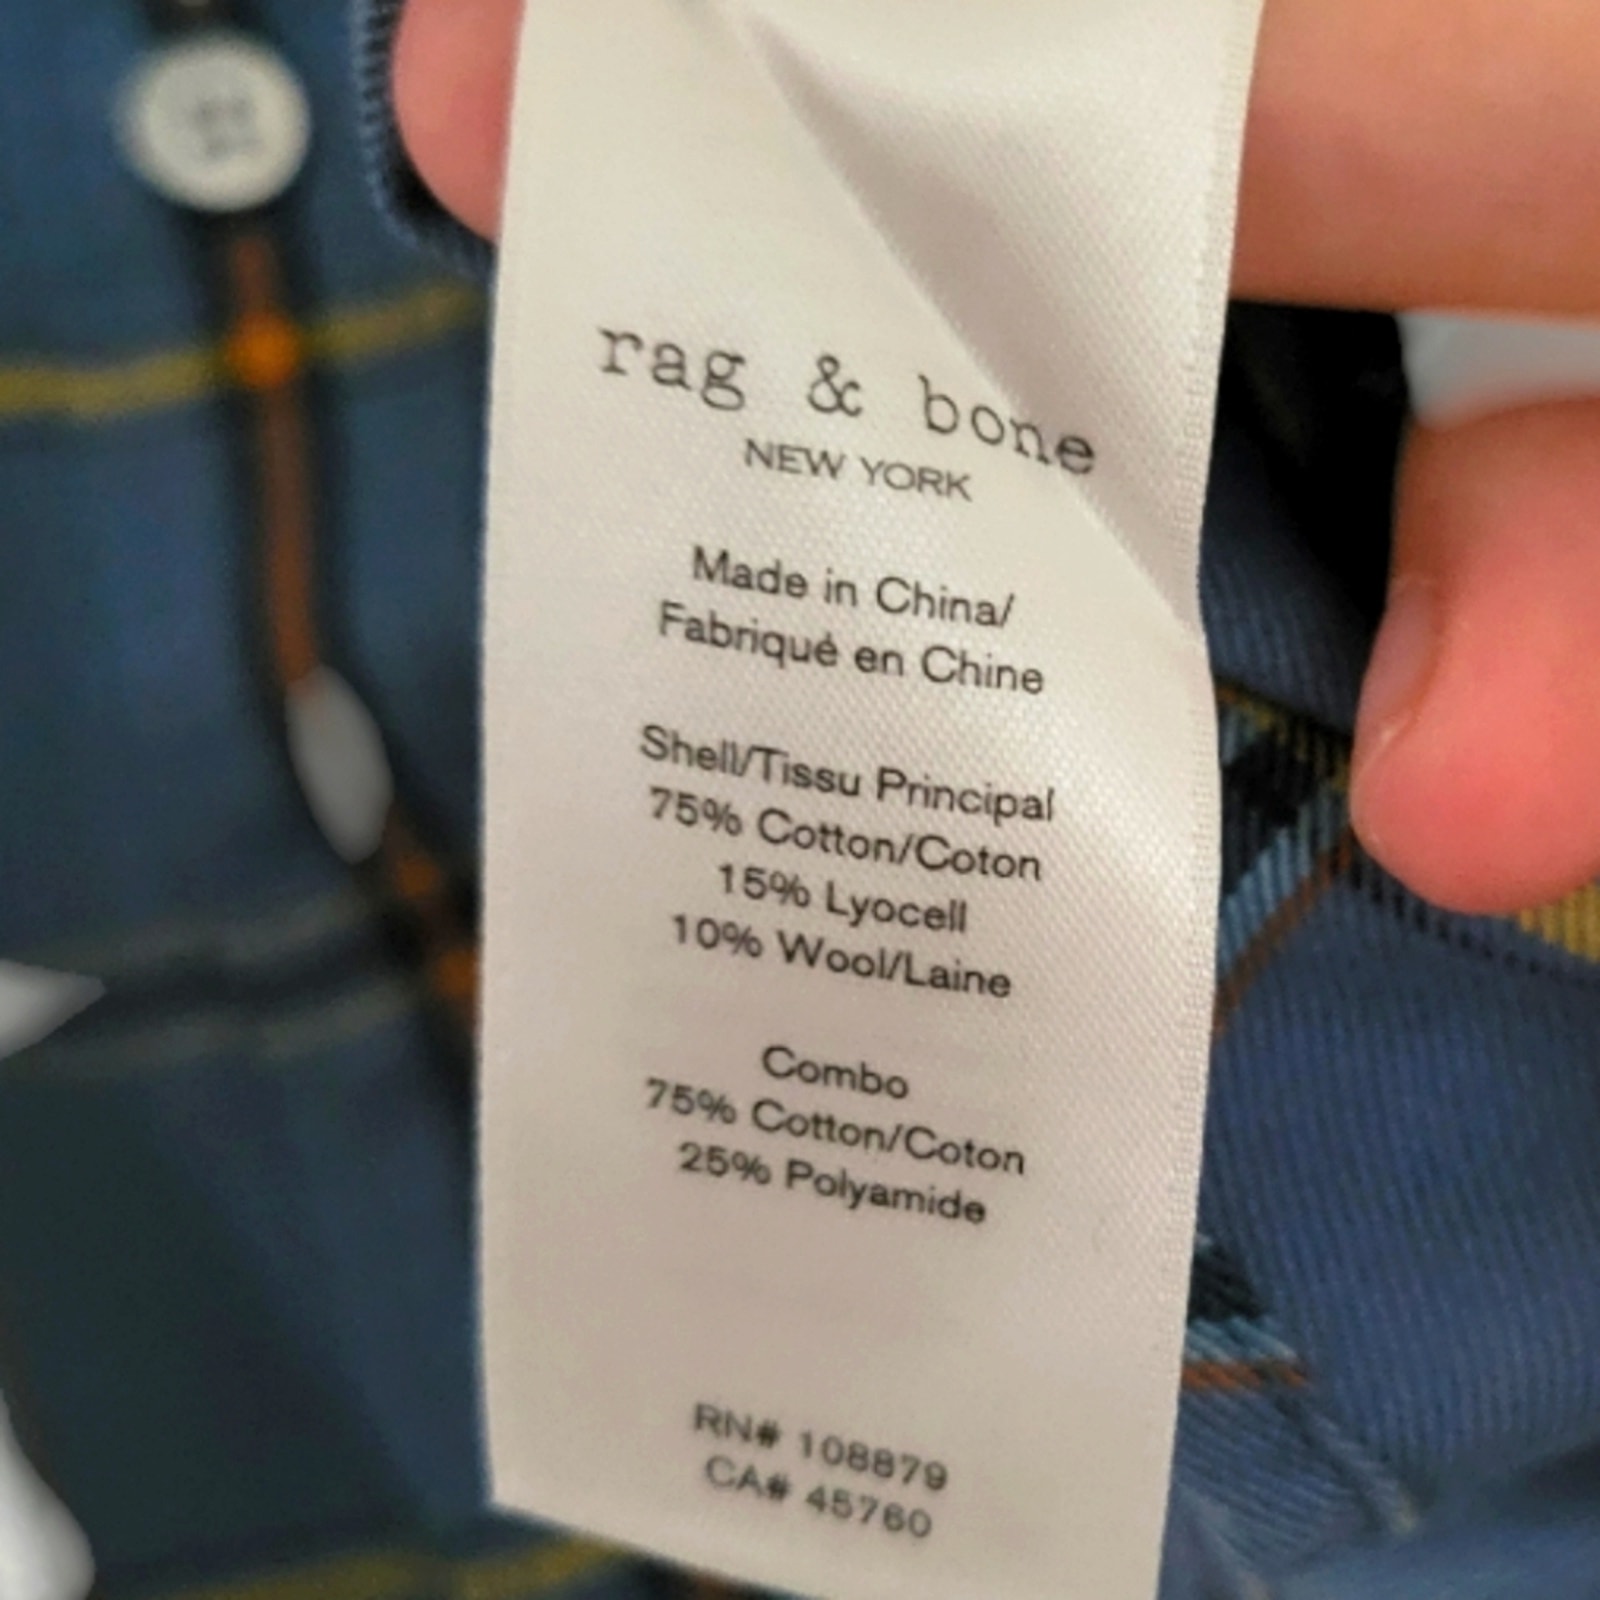 rag & bone
NEW YORK
Made in China/
Fabriqué en Chine
Shell/Tissu Principal
75% Cotton/Coton
15% Lyocell
10% Wool/Laine
Combo
75% Cotton/Coton
25% Polyamide
RN# 108879
CA# 45760